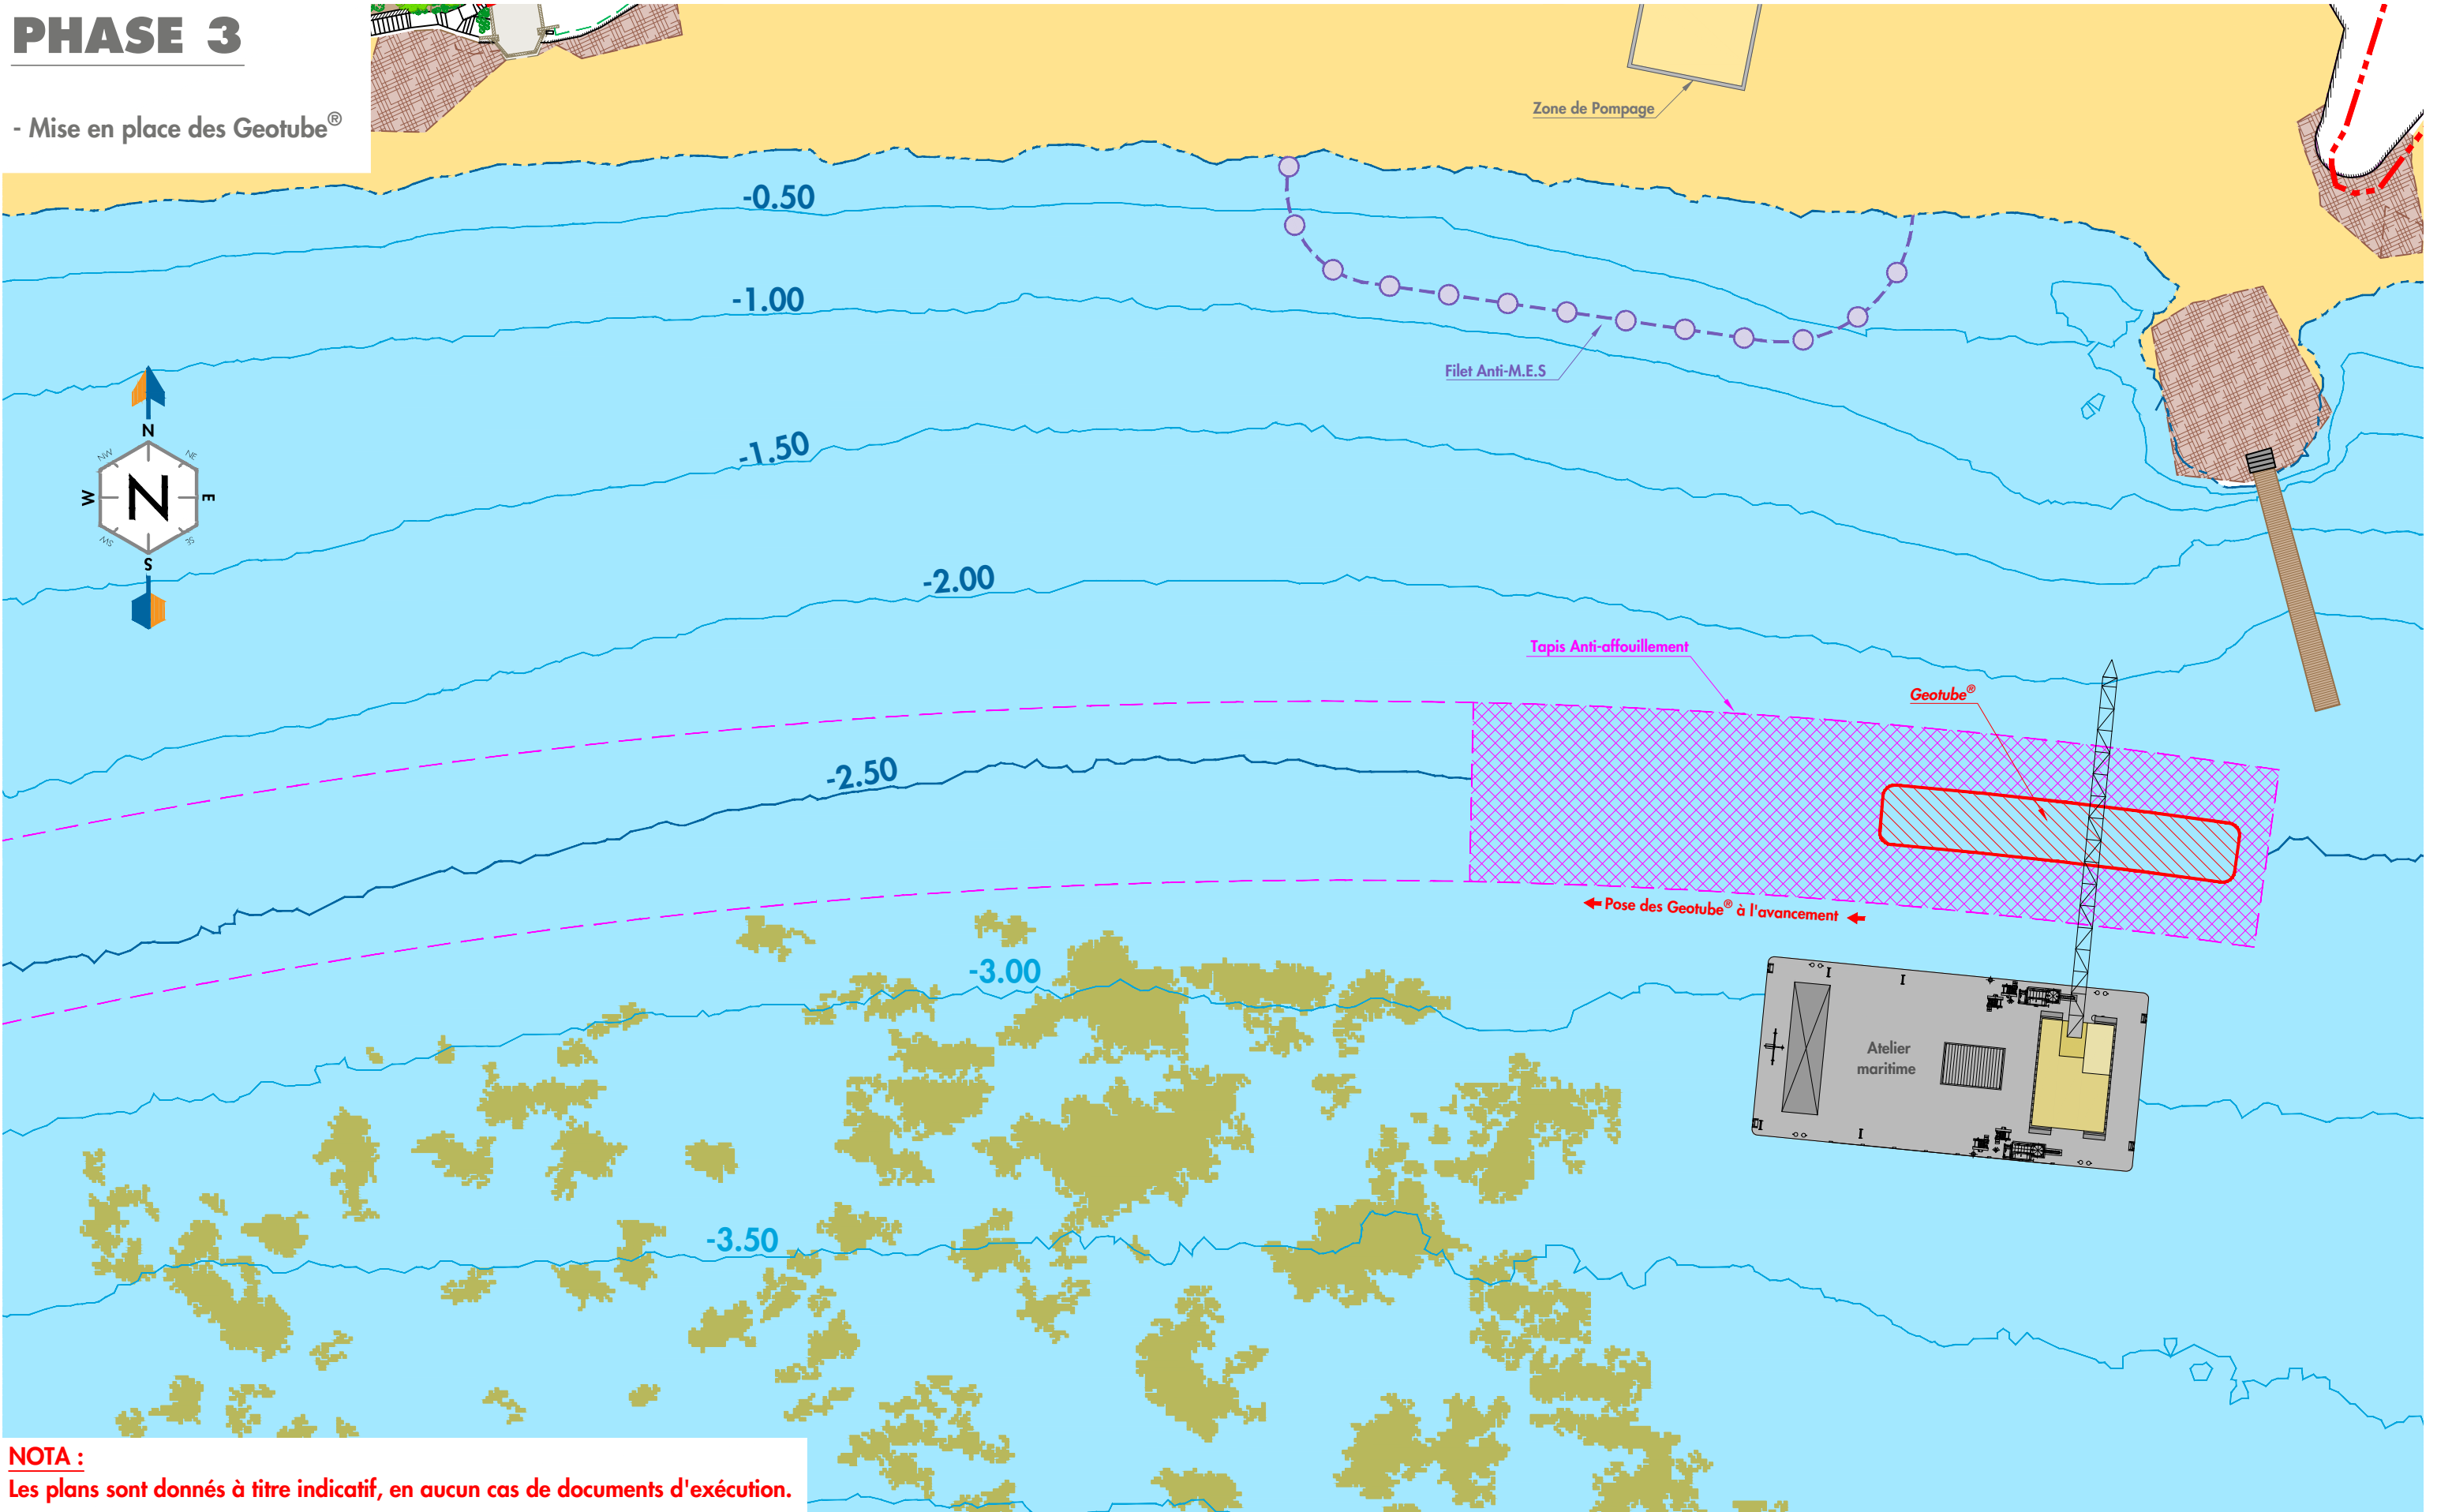 PHASE 3
- Mise en place des Geotube®
Zone de Pompage
-0.50
-1.00
Filet Anti-M.E.S
N
NW
NE
W
N
E
SW
SE
S
-1.50
-2.00
Tapis Anti-affouillement
Geotube®
-2.50
Pose des Geotube® à l'avancement
-3.00
Atelier
maritime
-3.50
NOTA :
Les plans sont donnés à titre indicatif, en aucun cas de documents d'exécution.